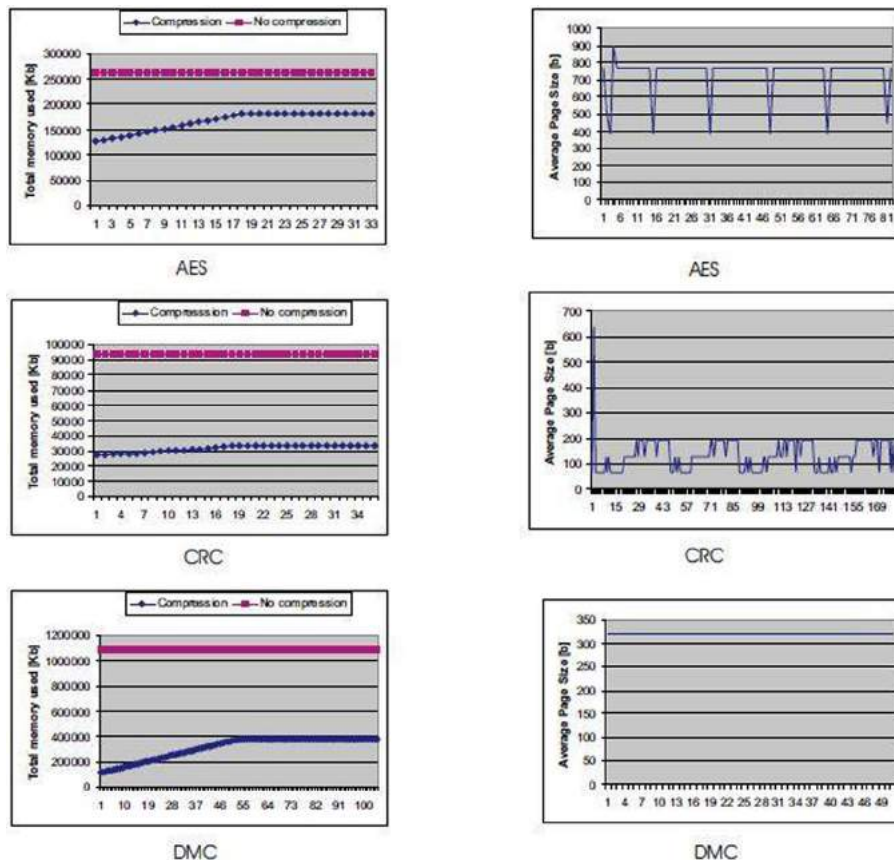 Compression No compression
Total memory used [Kb]
300000
250000
200000
150000
100000
50000
0
1 3 5 7 9 11 13 15 17 19 21 23 25 27 29 31 33
AES
Average Page Size [b]
1000
900
800
700
600
500
400
300
200
100
0
1 6 11 16 21 26 31 36 41 46 51 56 61 66 71 76 81
AES
Compresssion No compression
Total memory used [Kb]
100000
90000
80000
70000
60000
50000
40000
30000
20000
10000
0
1 4 7 10 13 16 19 22 25 28 31 34
CRC
Average Page Size [b]
700
600
500
400
300
200
100
0
1 15 29 43 57 71 85 99 113 127 141 155 169
CRC
Compression No compression
Total memory used [Kb]
1200000
1000000
800000
600000
400000
200000
0
1 10 19 28 37 46 55 64 73 82 91 100
DMC
Average Page Size [b]
350
300
250
200
150
100
50
0
1 4 7 10 13 16 19 22 25 28 31 34 37 40 43 46 49
DMC